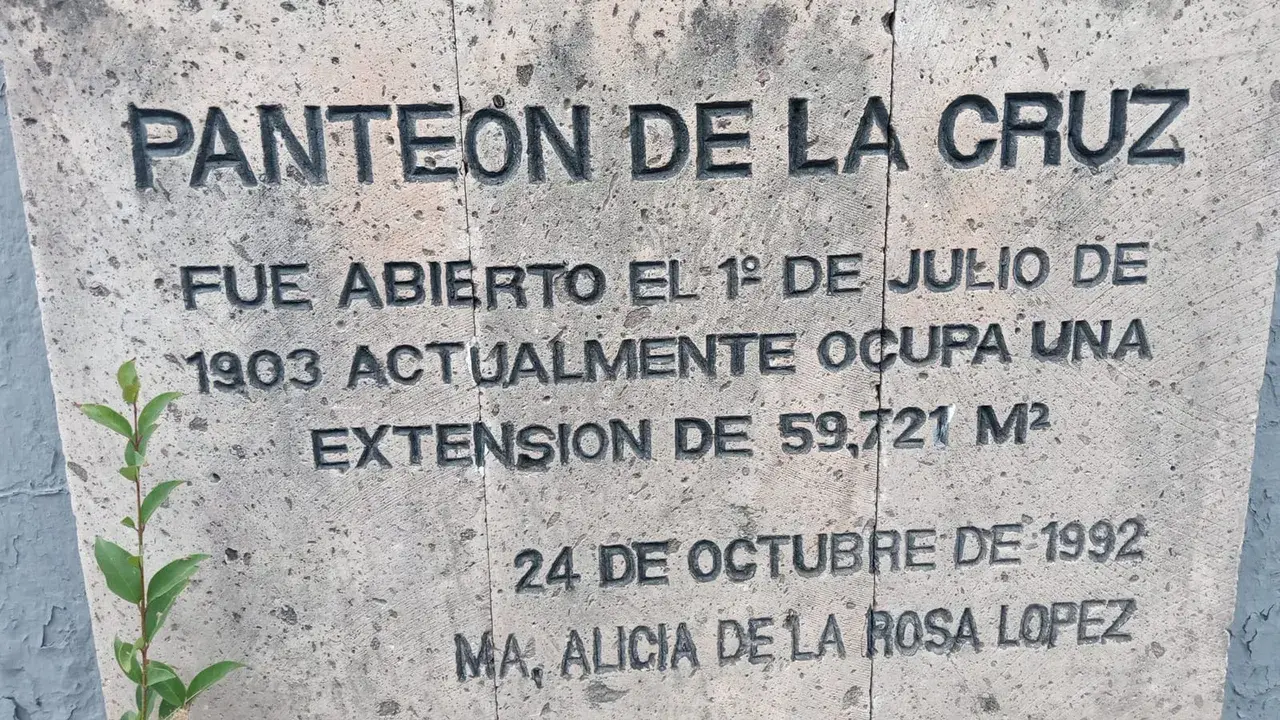 PANTEÓN DE LA CRUZ
FUE ABIERTO EL 1º DE JULIO DE
1903 ACTUALMENTE OCUPA UNA
EXTENSION DE 59,721 M²
24 DE OCTUBRE DE 1992
MA, ALICIA DE LA ROSA LOPEZ